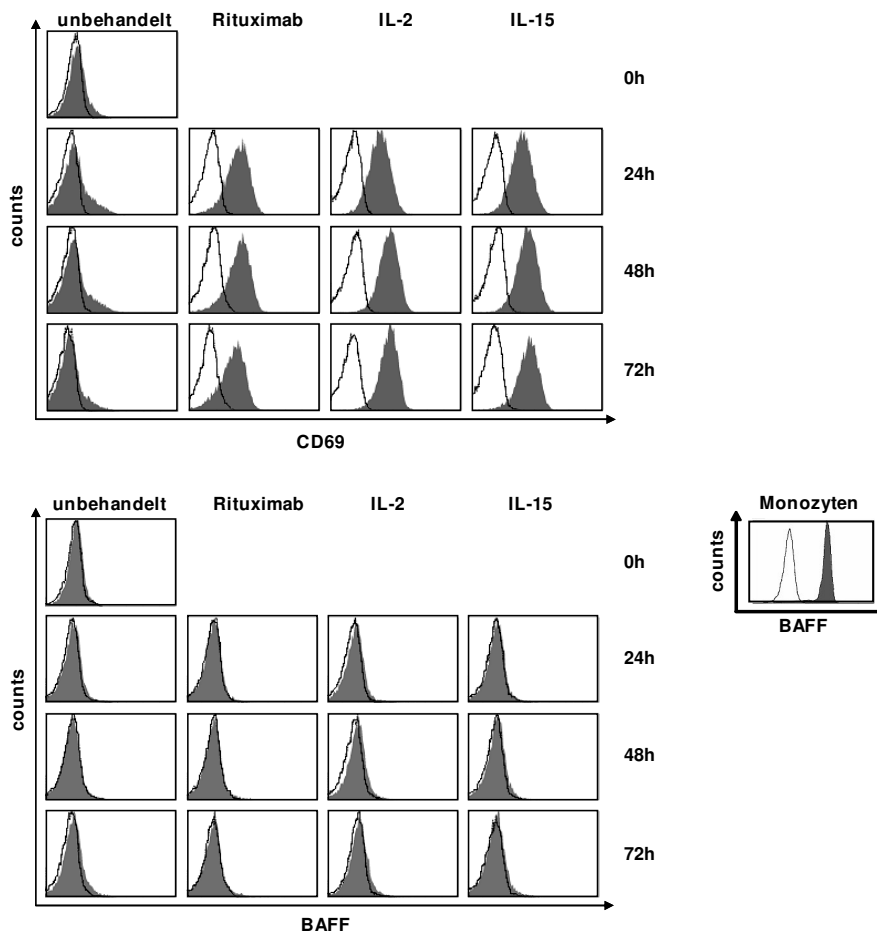 unbehandelt Rituximab IL-2 IL-15
0h
24h
48h
72h
counts
CD69
unbehandelt Rituximab IL-2 IL-15
0h
24h
48h
72h
counts
BAFF
Monozyten
counts
BAFF